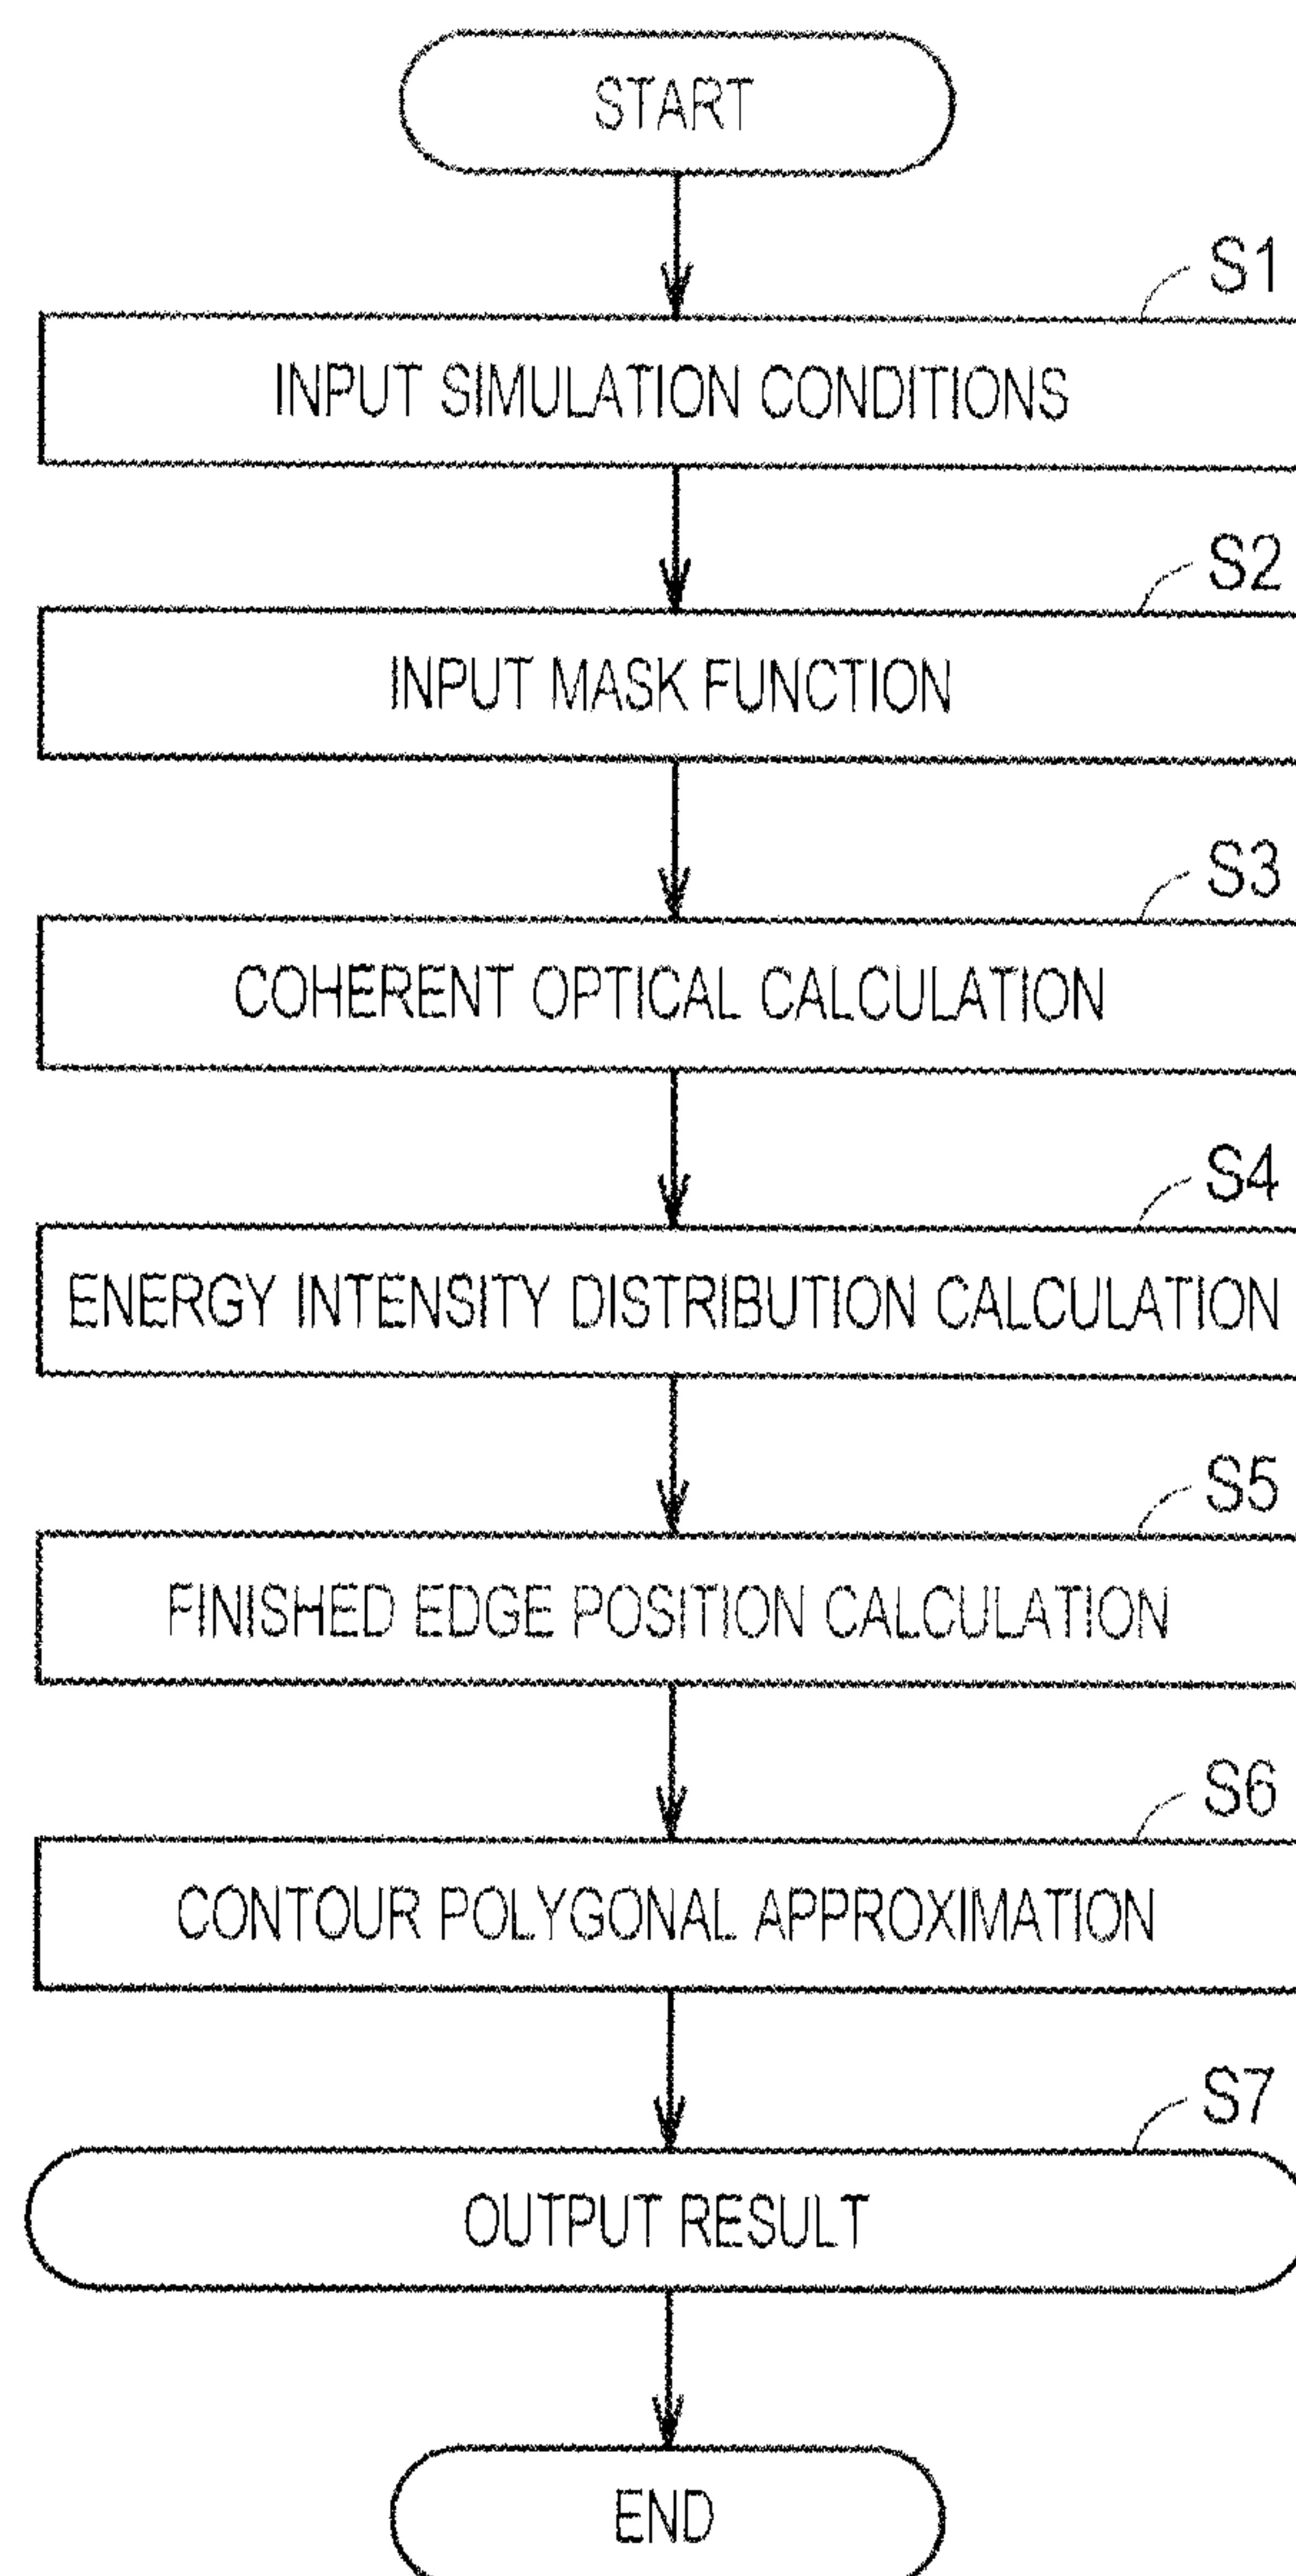 START
S1
INPUT SIMULATION CONDITIONS
S2
INPUT MASK FUNCTION
S3
COHERENT OPTICAL CALCULATION
S4
ENERGY INTENSITY DISTRIBUTION CALCULATION
S5
FINISHED EDGE POSITION CALCULATION
S6
CONTOUR POLYGONAL APPROXIMATION
S7
OUTPUT RESULT
END